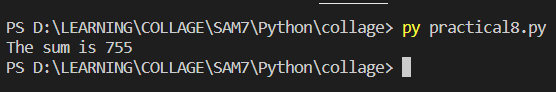 PS D:\LEARNING\COLLAGE\SAM7\Python\collage> py practical8.py
The sum is 755
PS D:\LEARNING\COLLAGE\SAM7\Python\collage>